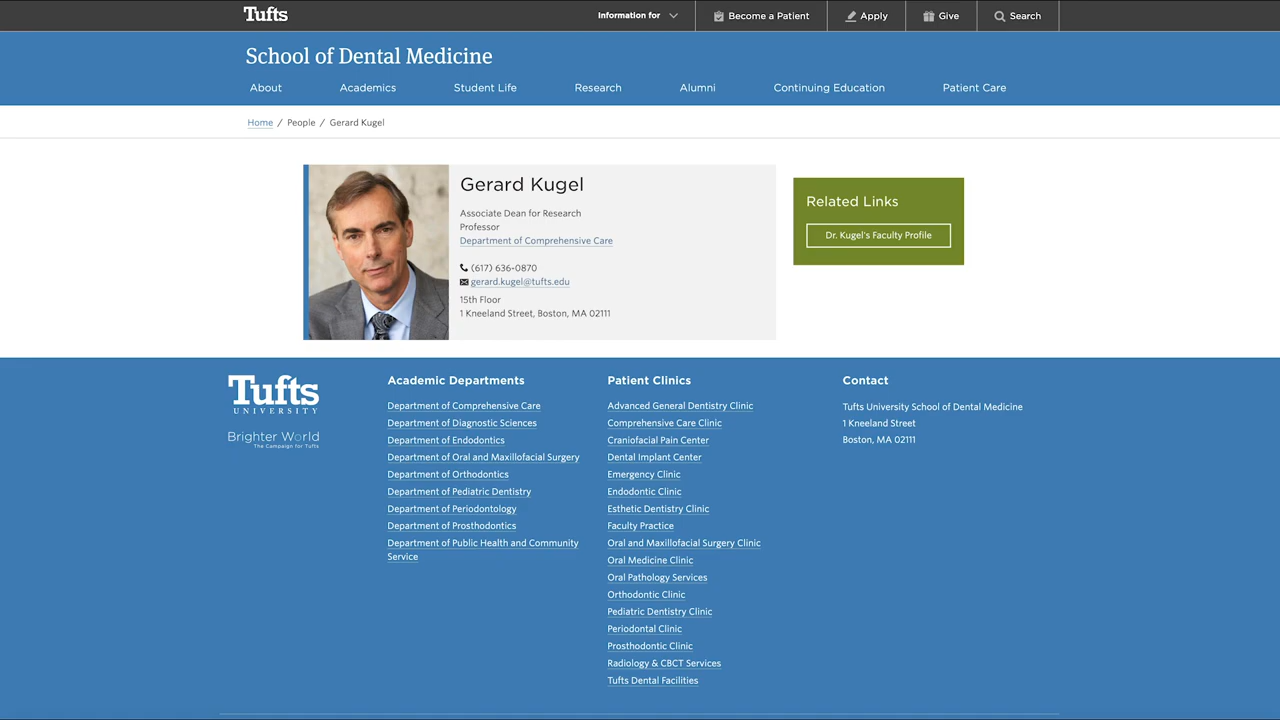 Tufts
Information for
Become a Patient
Apply
Give
Search
School of Dental Medicine
About
Academics
Student Life
Research
Alumni
Continuing Education
Patient Care
Home / People / Gerard Kugel
Gerard Kugel
Associate Dean for Research
Professor
Department of Comprehensive Care
(617) 636-0870
gerard.kugel@tufts.edu
15th Floor
1 Kneeland Street, Boston, MA 02111
Related Links
Dr. Kugel's Faculty Profile
Tufts
UNIVERSITY
Brighter World
The Campaign for Tufts
Academic Departments
Department of Comprehensive Care
Department of Diagnostic Sciences
Department of Endodontics
Department of Oral and Maxillofacial Surgery
Department of Orthodontics
Department of Pediatric Dentistry
Department of Periodontology
Department of Prosthodontics
Department of Public Health and Community
Service
Patient Clinics
Advanced General Dentistry Clinic
Comprehensive Care Clinic
Craniofacial Pain Center
Dental Implant Center
Emergency Clinic
Endodontic Clinic
Esthetic Dentistry Clinic
Faculty Practice
Oral and Maxillofacial Surgery Clinic
Oral Medicine Clinic
Oral Pathology Services
Orthodontic Clinic
Pediatric Dentistry Clinic
Periodontal Clinic
Prosthodontic Clinic
Radiology & CBCT Services
Tufts Dental Facilities
Contact
Tufts University School of Dental Medicine
1 Kneeland Street
Boston, MA 02111